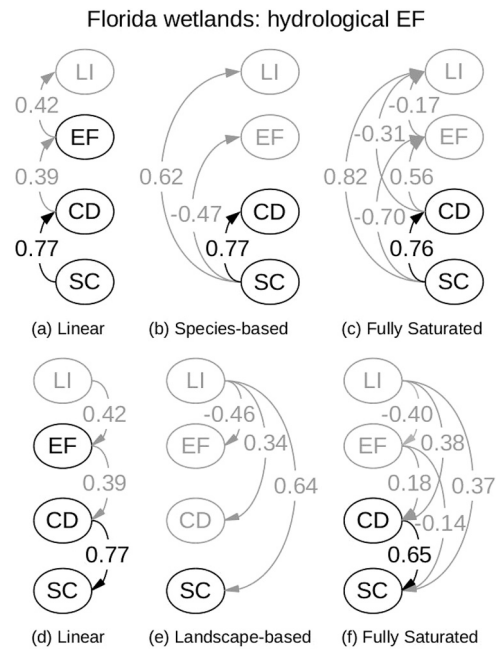 Florida wetlands: hydrological EF
LI
0.42
EF
0.39
CD
0.77
SC
(a) Linear
LI
EF
0.62
-0.47
CD
0.77
SC
(b) Species-based
LI
-0.17
-0.31
EF
0.82
0.56
-0.70
CD
0.76
SC
(c) Fully Saturated
LI
0.42
EF
0.39
CD
0.77
SC
(d) Linear
LI
-0.46
EF
0.34
0.64
CD
SC
(e) Landscape-based
LI
-0.40
EF
0.38
0.18
0.37
CD
-0.14
0.65
SC
(f) Fully Saturated